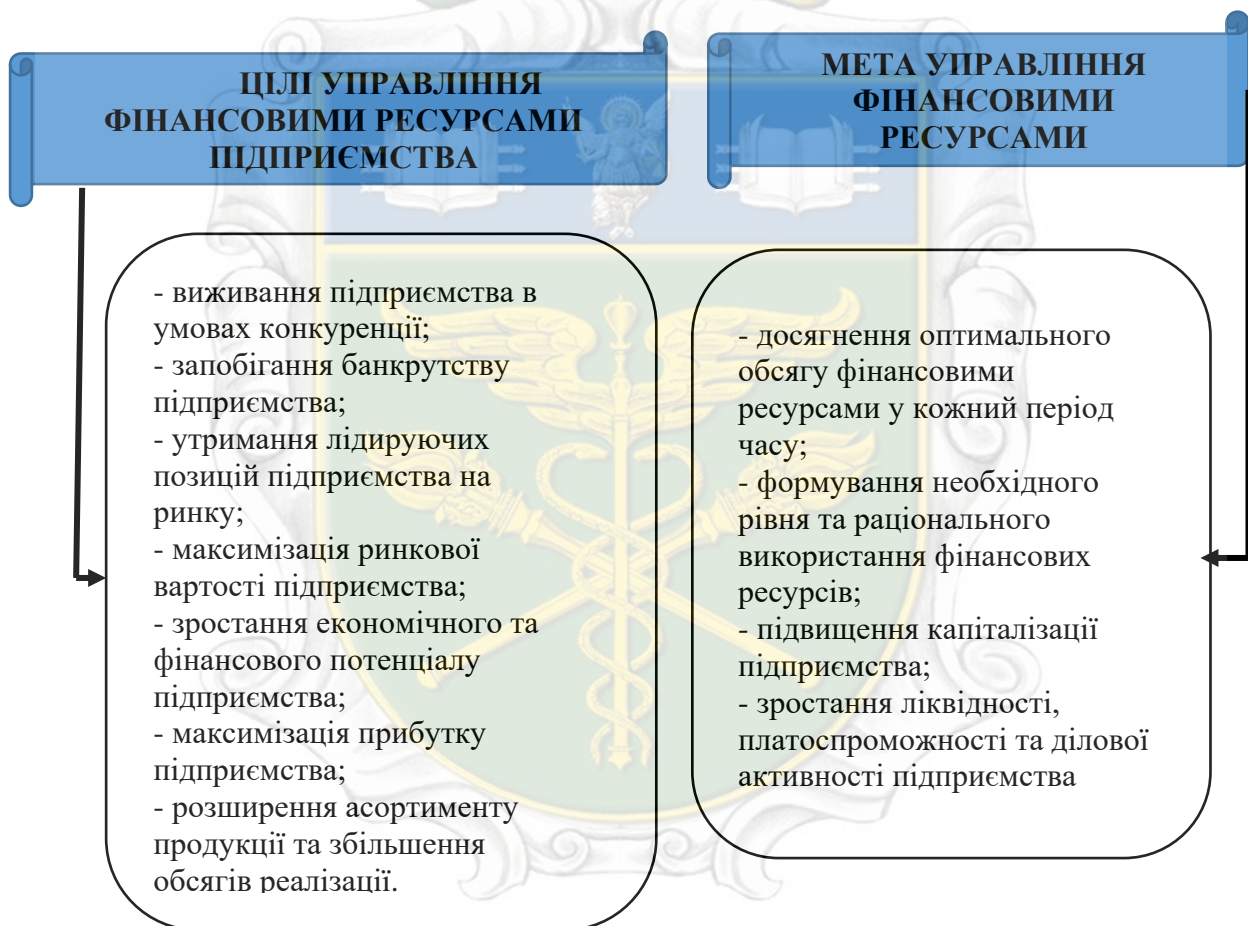 ЦІЛІ УПРАВЛІННЯ
ФІНАНСОВИМИ РЕСУРСАМИ
ПІДПРИЄМСТВА
- виживання підприємства в
умовах конкуренції;
- запобігання банкрутству
підприємства;
- утримання лідируючих
позицій підприємства на
ринку;
- максимізація ринкової
вартості підприємства;
- зростання економічного та
фінансового потенціалу
підприємства;
- максимізація прибутку
підприємства;
- розширення асортименту
продукції та збільшення
обсягів реалізації.
МЕТА УПРАВЛІННЯ
ФІНАНСОВИМИ
РЕСУРСАМИ
- досягнення оптимального
обсягу фінансовими
ресурсами у кожний період
часу;
- формування необхідного
рівня та раціонального
використання фінансових
ресурсів;
- підвищення капіталізації
підприємства;
- зростання ліквідності,
платоспроможності та ділової
активності підприємства